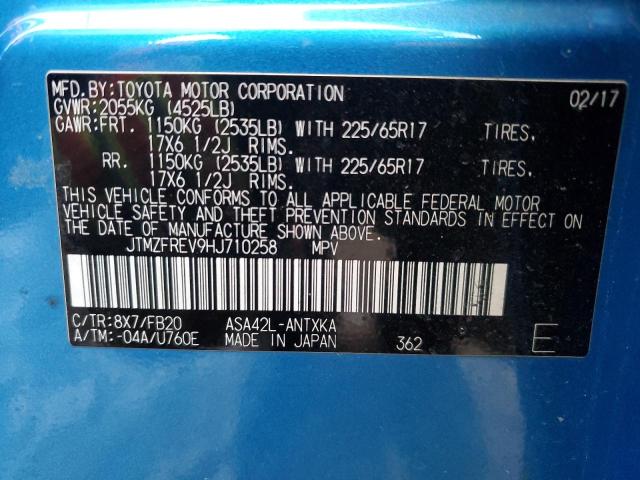 MFD.BY:TOYOTA MOTOR CORPORATION 02/17
GVWR:2055KG (4525LB)
GAWR:FRT. 1150KG (2535LB) WITH 225/65R17 TIRES.
17X6 1/2J RIMS.
RR. 1150KG (2535LB) WITH 225/65R17 TIRES.
17X6 1/2J RIMS.
THIS VEHICLE CONFORMS TO ALL APPLICABLE FEDERAL MOTOR
VEHICLE SAFETY AND THEFT PREVENTION STANDARDS IN EFFECT ON
THE DATE OF MANUFACTURE SHOWN ABOVE.
JTMZFREV9HJ710258 MPV
C/TR:8X7/FB20 ASA42L-ANTXKA
A/TM:-04A/U760E MADE IN JAPAN 362 E